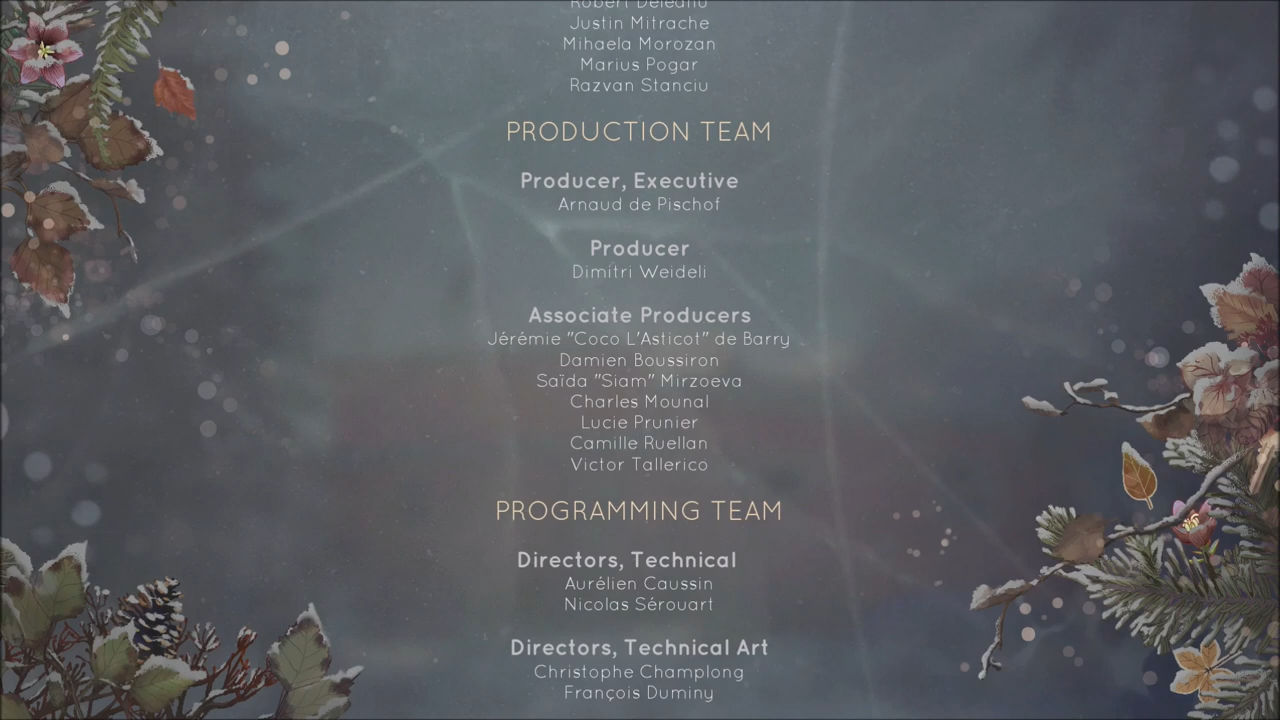 Robert Deleanu
Justin Mitrache
Mihaela Morozan
Marius Pogar
Razvan Stanciu
PRODUCTION TEAM
Producer, Executive
Arnaud de Pischof
Producer
Dimitri Weideli
Associate Producers
Jérémie "Coco L'Asticot" de Barry
Damien Boussiron
Saïda "Siam" Mirzoeva
Charles Mounal
Lucie Prunier
Camille Ruellan
Victor Tallerico
PROGRAMMING TEAM
Directors, Technical
Aurélien Caussin
Nicolas Sérouart
Directors, Technical Art
Christophe Champlong
François Duminy